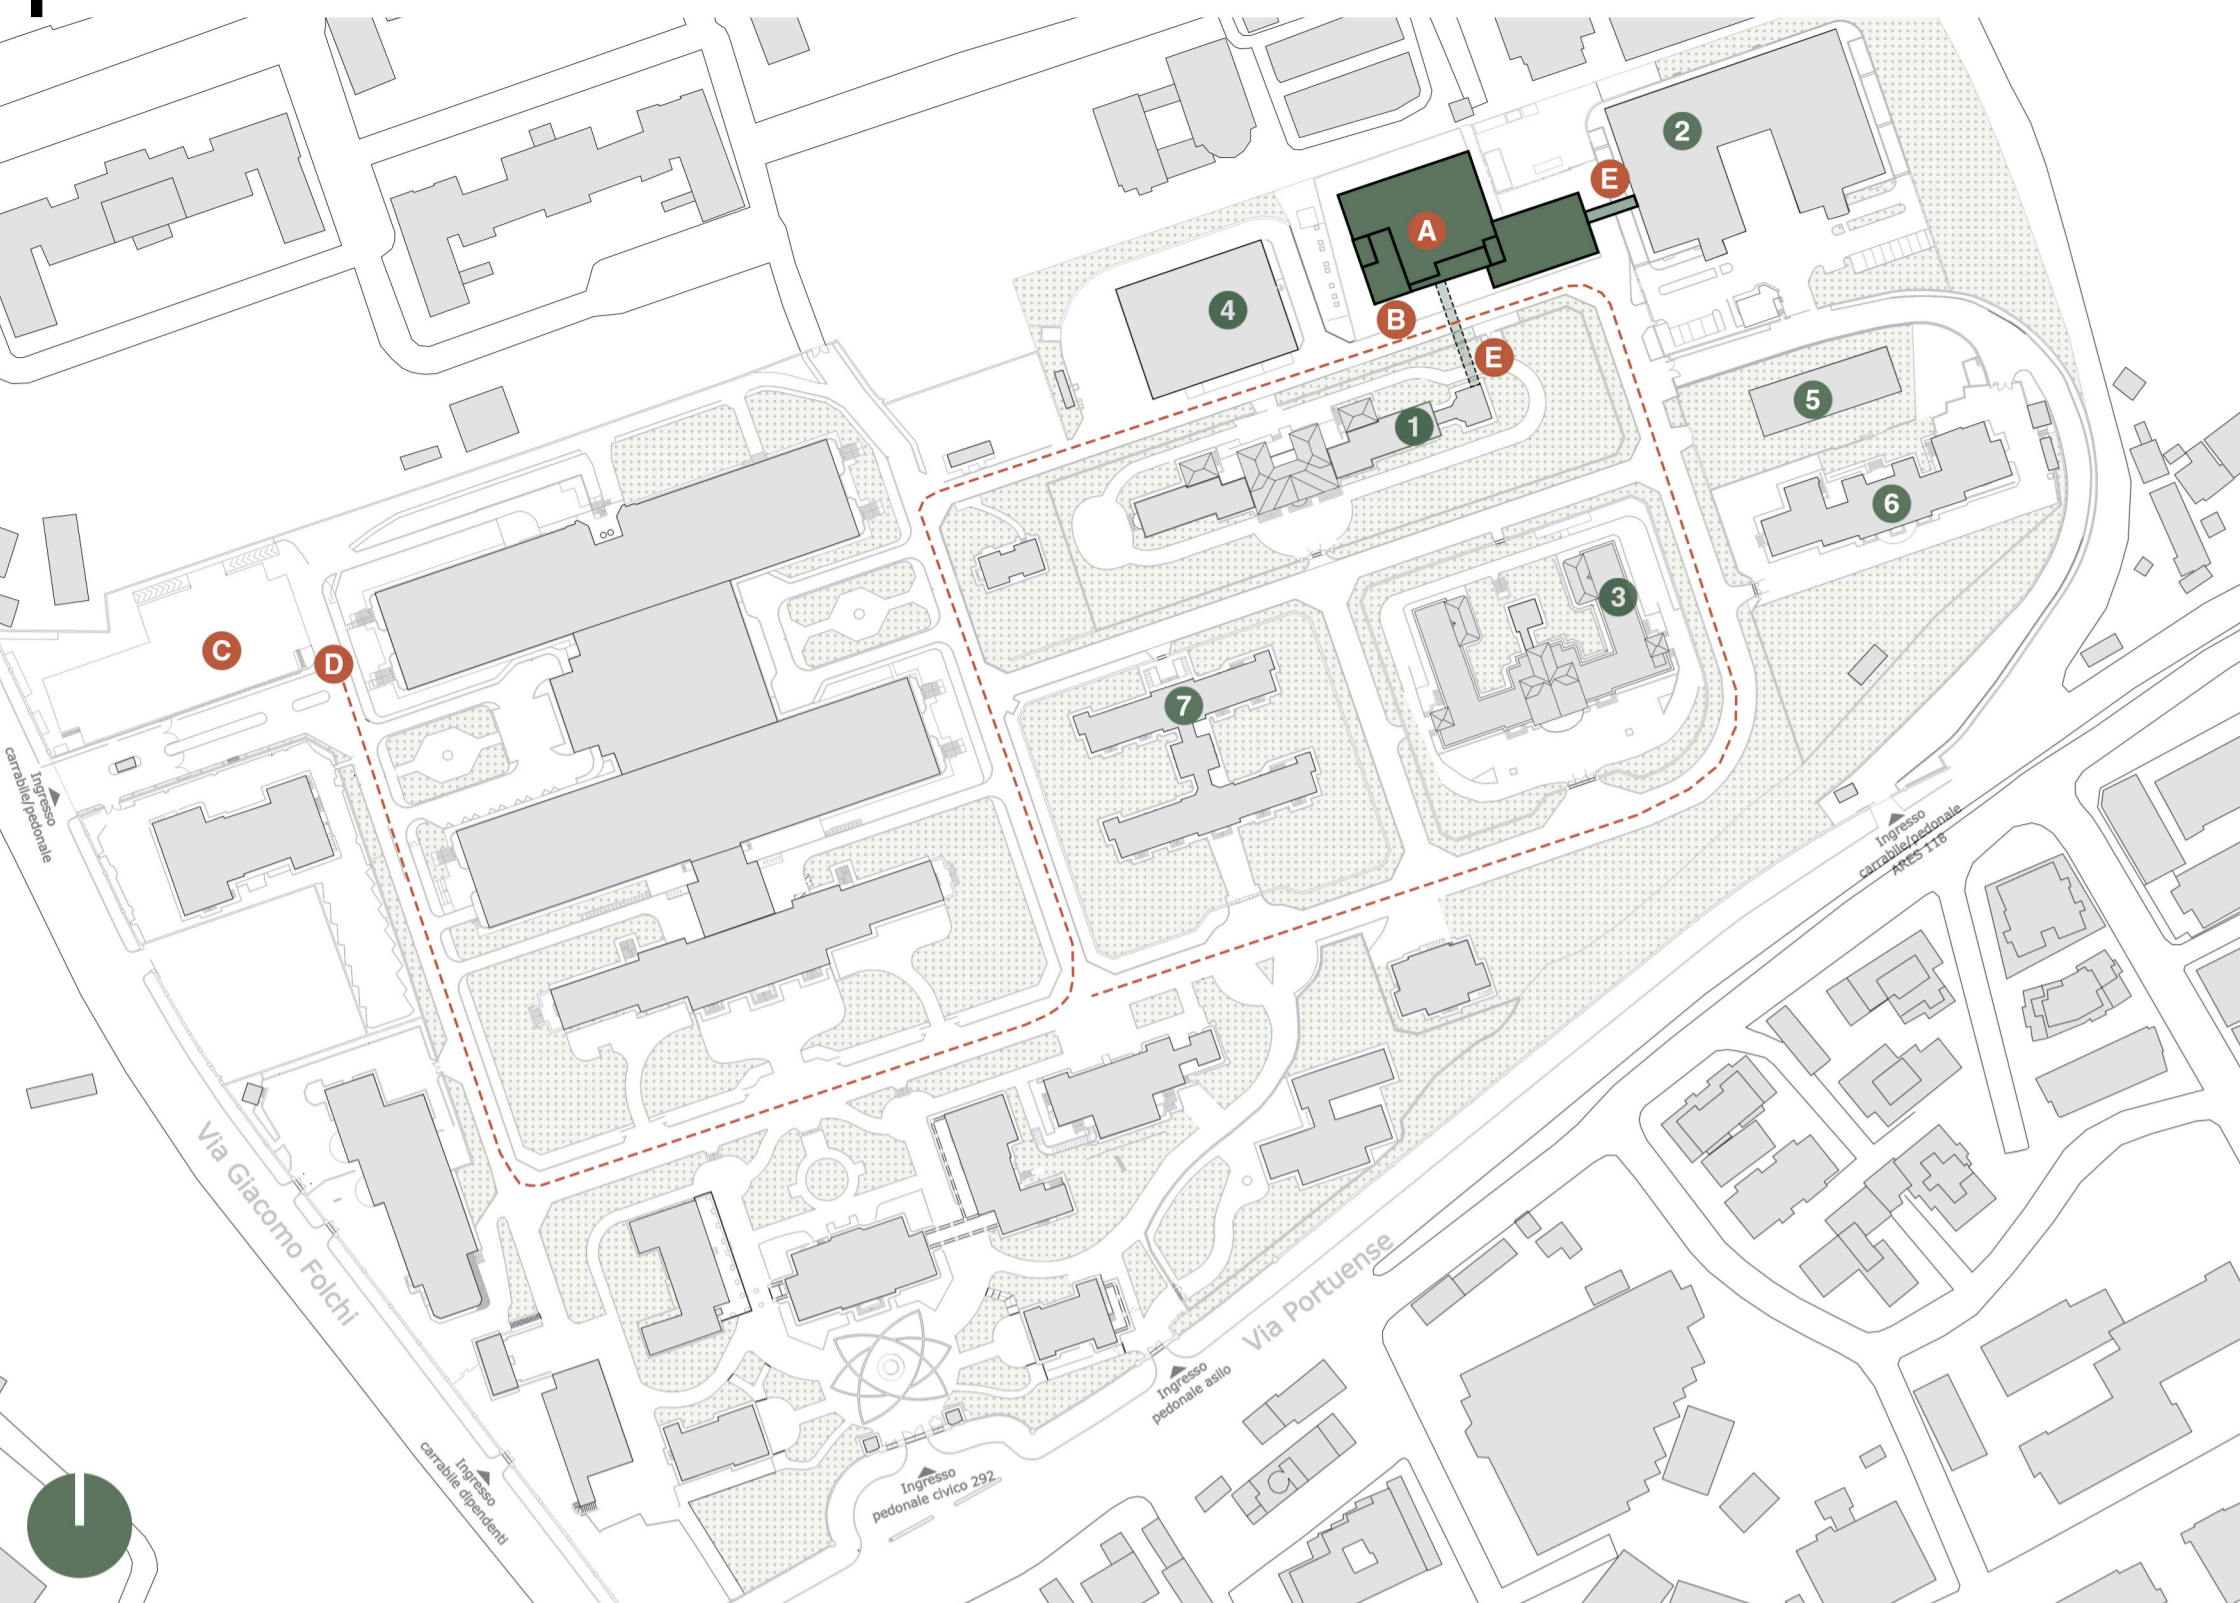 2
E
A
4
B
E
1
5
6
3
C
D
7
Ingresso
carrabile/pedonale
Ingresso
carrabile/pedonale
ARES 118
Via Giacomo Folchi
Via Portuense
Ingresso
pedonale asilo
Ingresso
carrabile dipendenti
Ingresso
pedonale civico 292